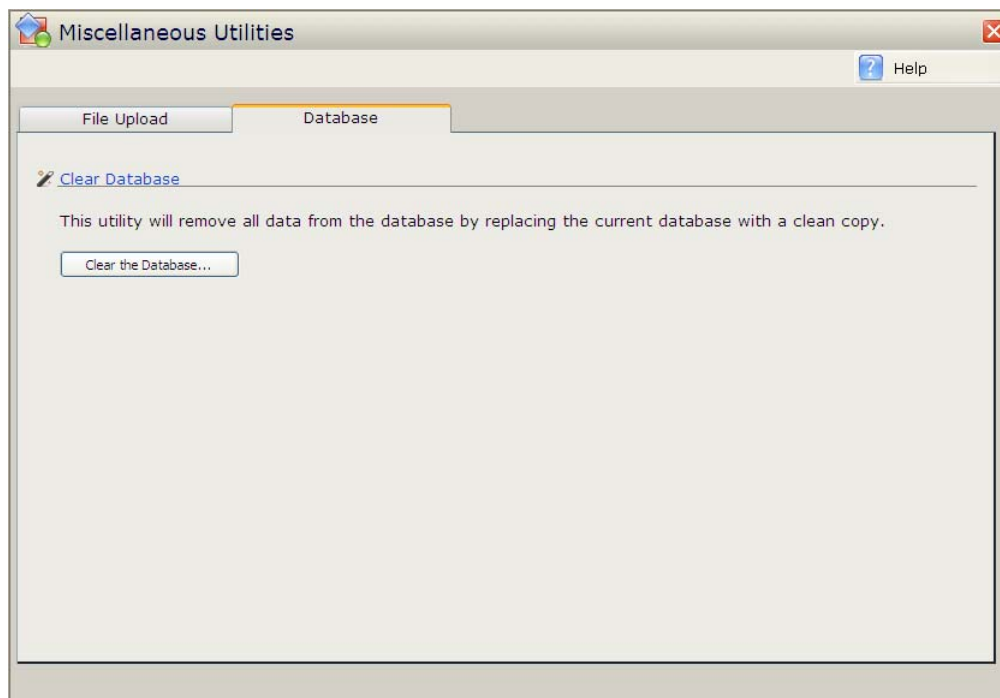 Miscellaneous Utilities
? Help
File Upload
Database
Clear Database
This utility will remove all data from the database by replacing the current database with a clean copy.
Clear the Database...